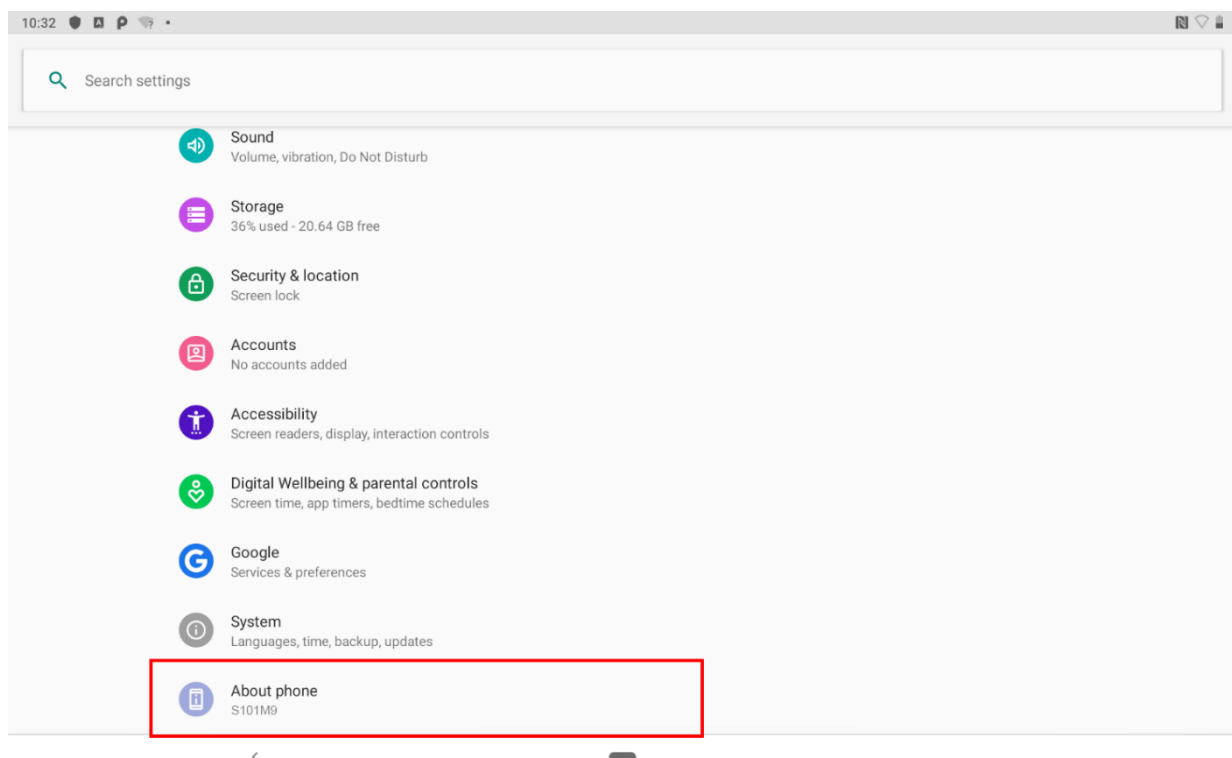 10:32
Search settings
Sound
Volume, vibration, Do Not Disturb
Storage
36% used - 20.64 GB free
Security & location
Screen lock
Accounts
No accounts added
Accessibility
Screen readers, display, interaction controls
Digital Wellbeing & parental controls
Screen time, app timers, bedtime schedules
Google
Services & preferences
System
Languages, time, backup, updates
About phone
S101M9